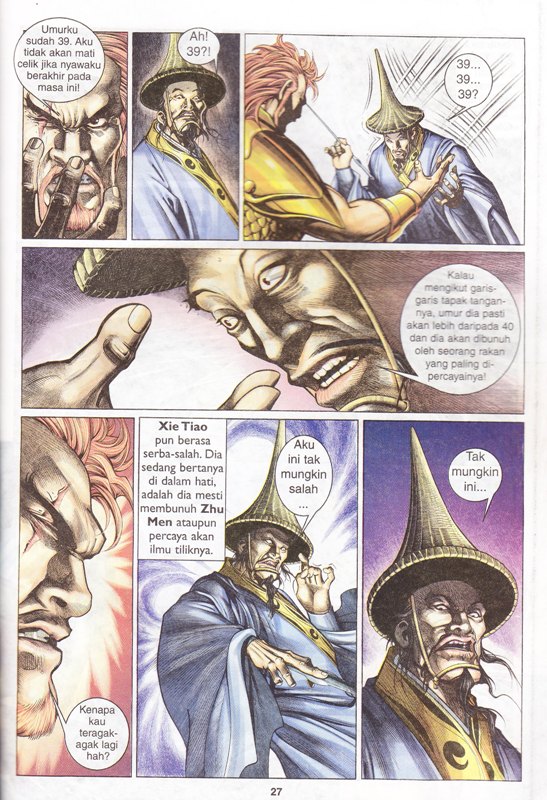 Umurku
sudah 39. Aku
tidak akan mati
celik jika nyawaku
berakhir pada
masa ini!
Ah!
39?!
39...
39...
39?
Kalau
mengikut garis-
garis tapak tangan-
nya, umur dia pasti
akan lebih daripada 40
dan dia akan dibunuh
oleh seorang rakan
yang paling di-
percayainya!
Kenapa
kau
teragak-
agak lagi
hah?
Xie Tiao
pun berasa
serba-salah. Dia
sedang bertanya
di dalam hati,
adalah dia mesti
membunuh Zhu
Men ataupun
percaya akan
ilmu tiliknya.
Aku
ini tak
mungkin
salah
...
Tak
mungkin
ini...
27